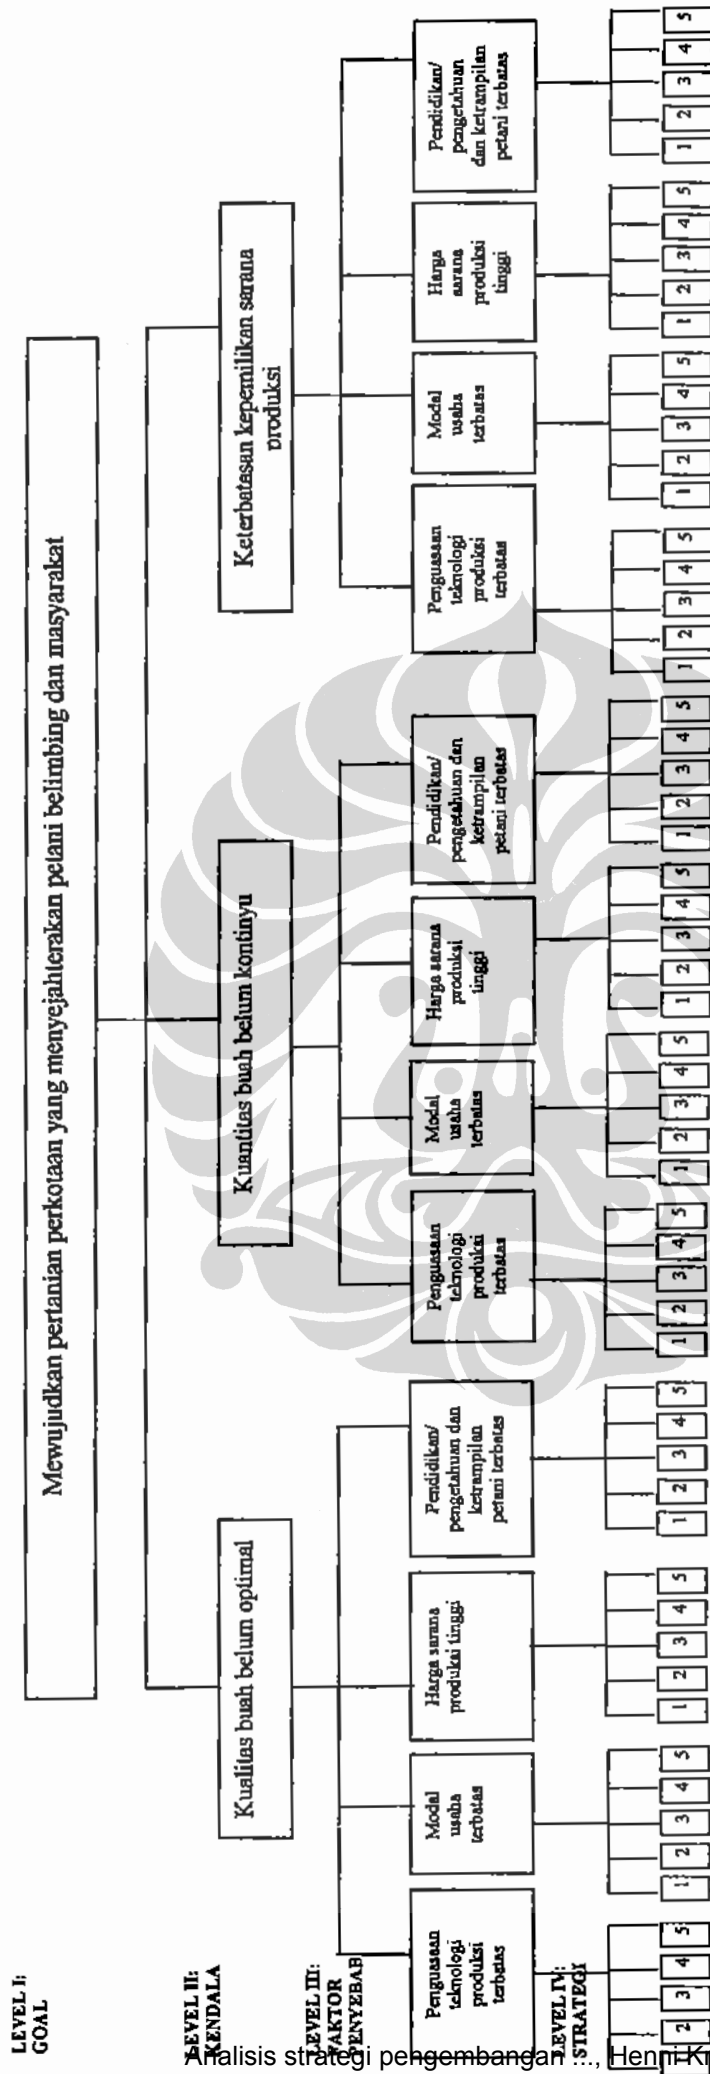 LEVEL I:
GOAL
Mewujudkan pertanian perkotaan yang menyejahterakan petani belimbing dan masyarakat
LEVEL II:
KENDALA
Kualitas buah belum optimal
Kuantitas buah belum kontinyu
Keterbatasan kepemilikan sarana
produksi
LEVEL III:
FAKTOR
PENYEBAB
Penguasaan
teknologi
produksi
terbatas
Modal
usaha
terbatas
Harga sarana
produksi tinggi
Pendidikan/
pengetahuan dan
ketrampilan
petani terbatas
Penguasaan
teknologi
produksi
terbatas
Modal
usaha
terbatas
Harga sarana
produksi
tinggi
Pendidikan/
pengetahuan dan
ketrampilan
petani terbatas
Penguasaan
teknologi
produksi
terbatas
Modal
usaha
terbatas
Harga
sarana
produksi
tinggi
Pendidikan/
pengetahuan
dan ketrampilan
petani terbatas
LEVEL IV:
STRATEGI
1 2 3 4 5
1 2 3 4 5
1 2 3 4 5
1 2 3 4 5
1 2 3 4 5
1 2 3 4 5
1 2 3 4 5
1 2 3 4 5
1 2 3 4 5
1 2 3 4 5
1 2 3 4 5
1 2 3 4 5
Analisis strategi pengembangan ..., Henni